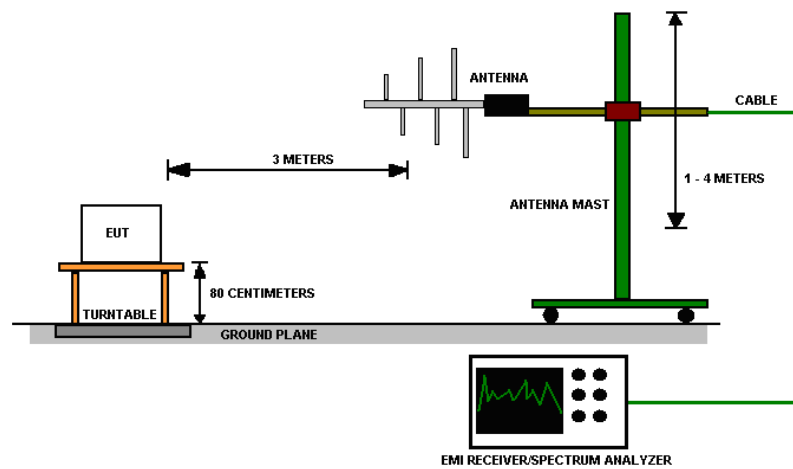 ANTENNA
CABLE
3 METERS
1 - 4 METERS
ANTENNA MAST
EUT
80 CENTIMETERS
TURNTABLE
GROUND PLANE
EMI RECEIVER/SPECTRUM ANALYZER